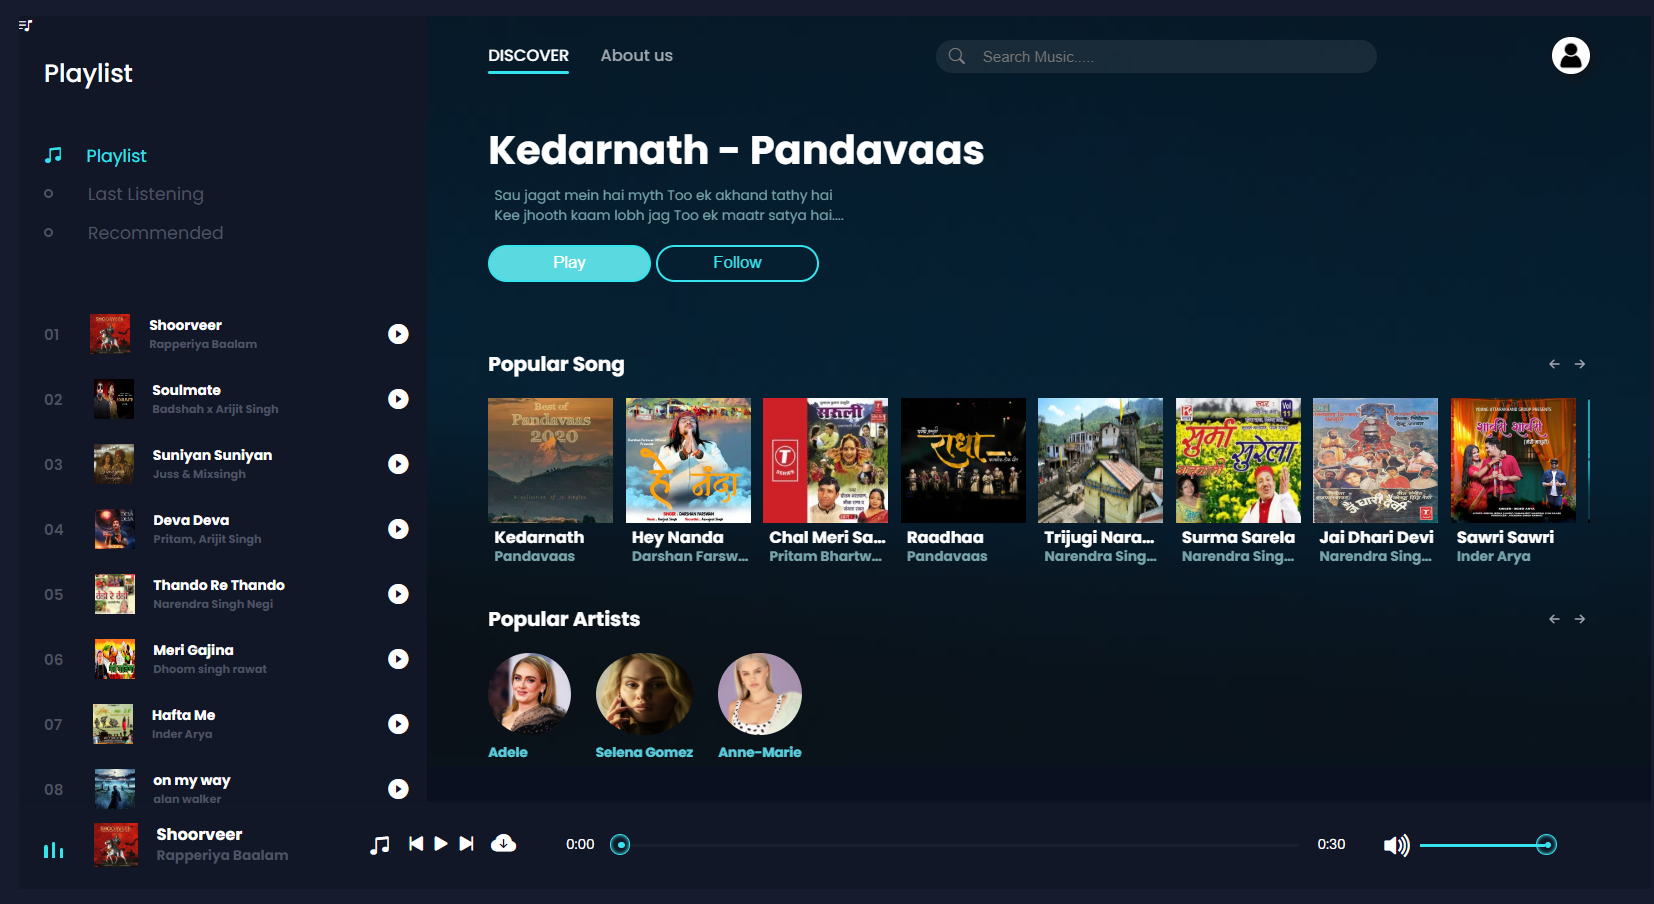 Playlist
DISCOVER
About us
Search Music.....
Playlist
Last Listening
Recommended
Kedarnath - Pandavaas
Sau jagat mein hai myth Too ek akhand tathy hai
Kee jhooth kaam lobh jag Too ek maatr satya hai....
Play
Follow
01
Shoorveer
Rapperiya Baalam
02
Soulmate
Badshah x Arijit Singh
03
Suniyan Suniyan
Juss & Mixsingh
04
Deva Deva
Pritam, Arijit Singh
05
Thando Re Thando
Narendra Singh Negi
06
Meri Gajina
Dhoom singh rawat
07
Hafta Me
Inder Arya
08
on my way
alan walker
Popular Song
Best of
Pandavaas
2020
हे नंदा
T
SERIES
राधा
Vol
11
सुर्मा
सुरेला
Kedarnath
Pandavaas
Hey Nanda
Darshan Farsw...
Chal Meri Sa...
Pritam Bhartw...
Raadhaa
Pandavaas
Trijugi Nara...
Narendra Sing...
Surma Sarela
Narendra Sing...
Jai Dhari Devi
Narendra Sing...
Sawri Sawri
Inder Arya
Popular Artists
Adele
Selena Gomez
Anne-Marie
Shoorveer
Rapperiya Baalam
0:00
0:30